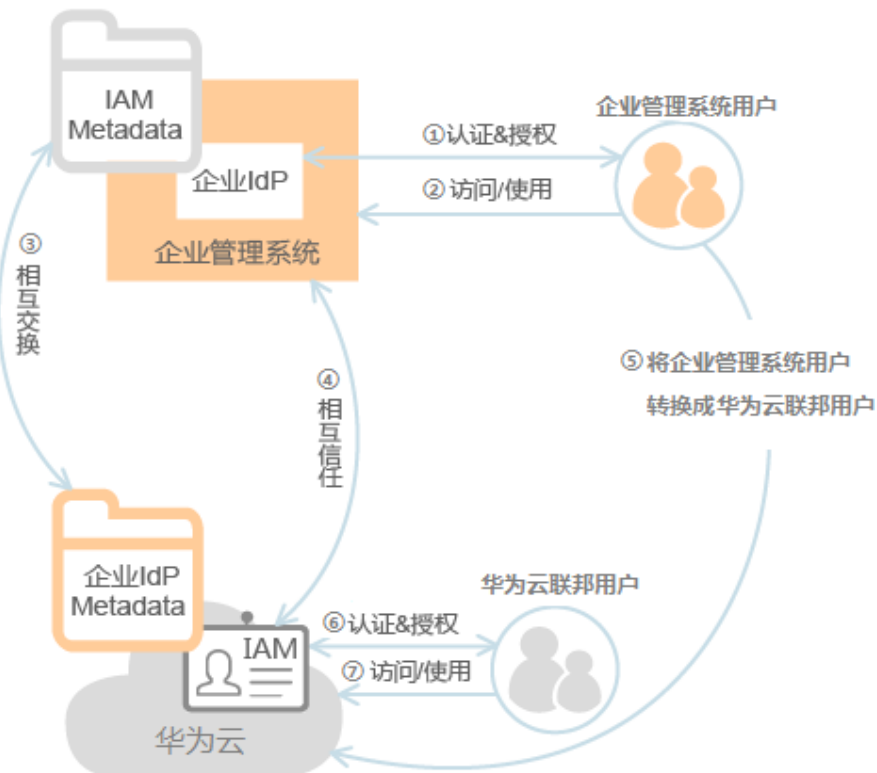 IAM
Metadata
企业管理系统用户
①认证&授权
企业IdP
②访问/使用
企业管理系统
③
相
互
交
换
④
相
互
信
任
⑤将企业管理系统用户
转换成华为云联邦用户
企业IdP
Metadata
华为云联邦用户
⑥认证&授权
IAM
⑦访问/使用
华为云